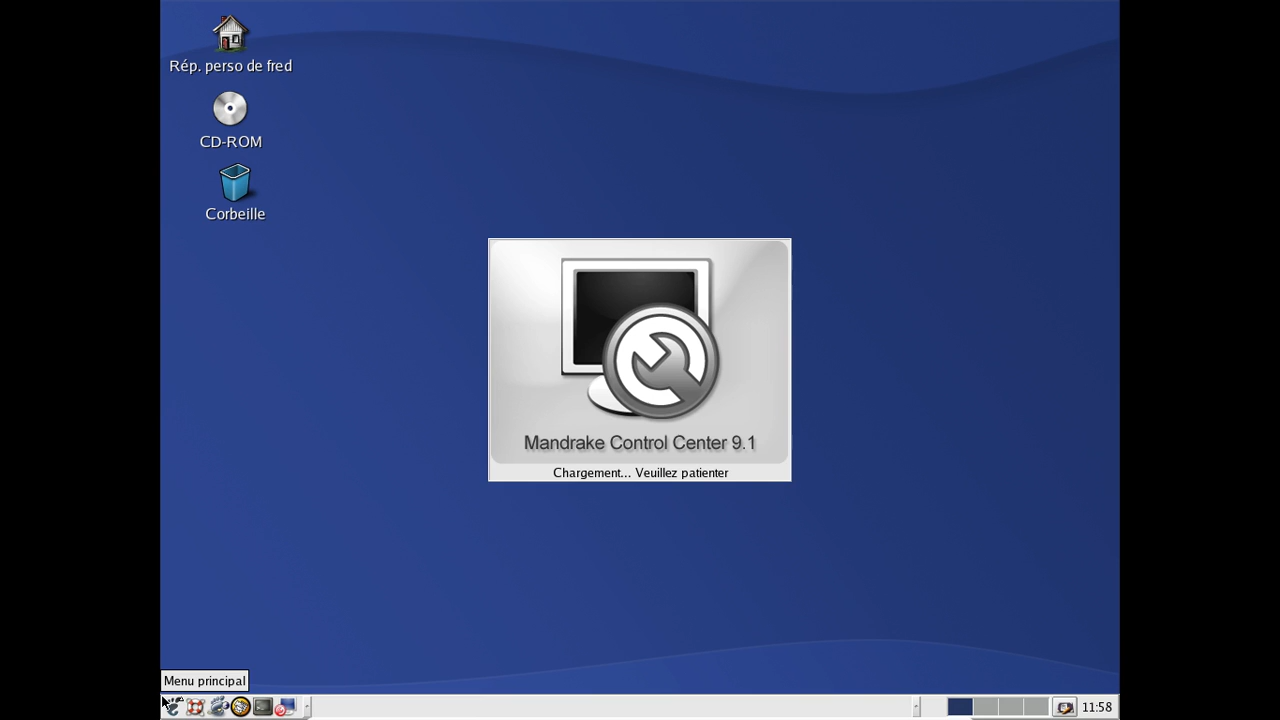 Rép. perso de fred
CD-ROM
Corbeille
Mandrake Control Center 9.1
Chargement... Veuillez patienter
Menu principal
11:58